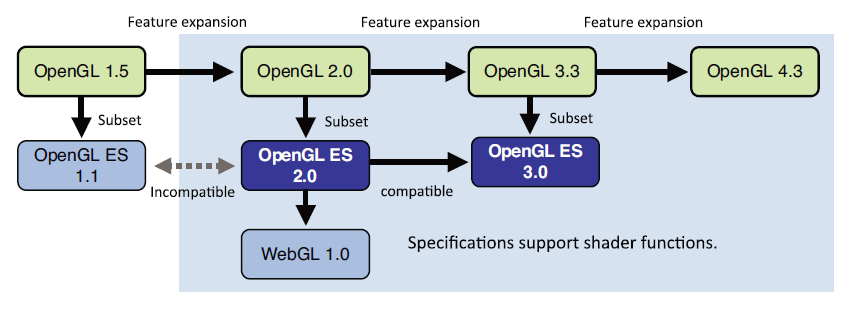 Feature expansion
Feature expansion
Feature expansion
OpenGL 1.5
OpenGL 2.0
OpenGL 3.3
OpenGL 4.3
Subset
Subset
Subset
OpenGL ES
1.1
OpenGL ES
2.0
OpenGL ES
3.0
Incompatible
compatible
WebGL 1.0
Specifications support shader functions.